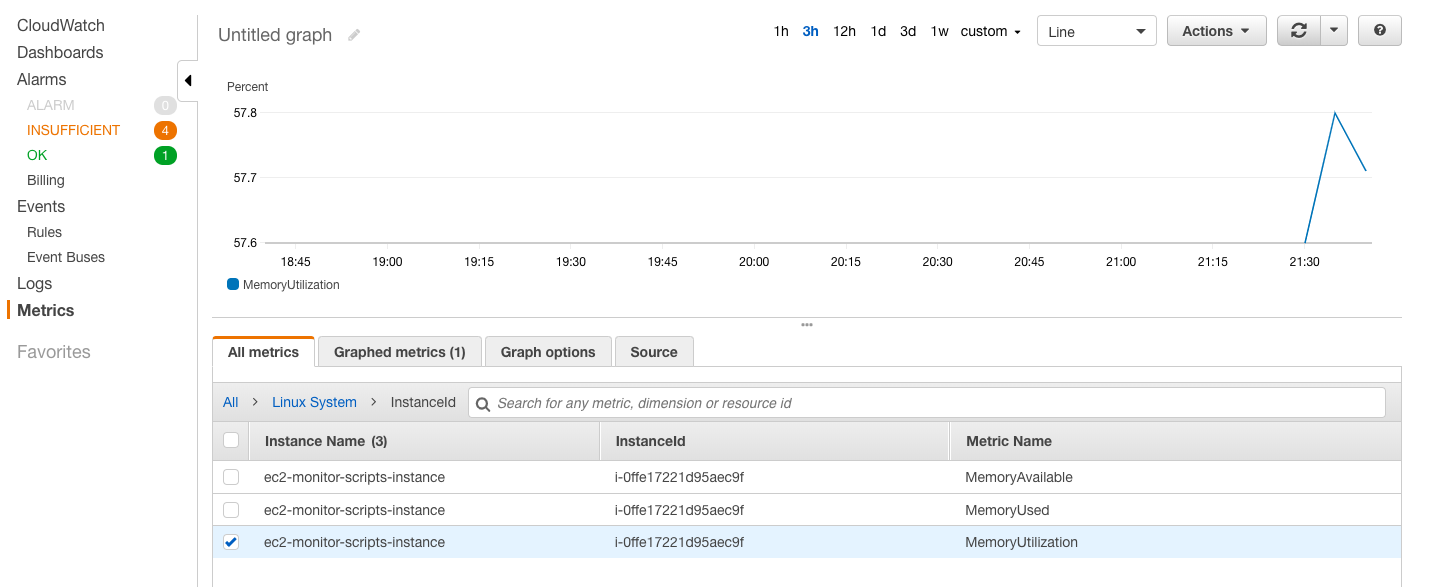 CloudWatch
Dashboards
Alarms
ALARM 0
INSUFFICIENT 4
OK 1
Billing
Events
Rules
Event Buses
Logs
Metrics
Favorites
Untitled graph
1h 3h 12h 1d 3d 1w custom
Line
Actions
?
Percent
57.8
57.7
57.6
18:45 19:00 19:15 19:30 19:45 20:00 20:15 20:30 20:45 21:00 21:15 21:30
MemoryUtilization
All metrics Graphed metrics (1) Graph options Source
All > Linux System > InstanceId Search for any metric, dimension or resource id
Instance Name (3) InstanceId Metric Name
ec2-monitor-scripts-instance i-0ffe17221d95aec9f MemoryAvailable
ec2-monitor-scripts-instance i-0ffe17221d95aec9f MemoryUsed
ec2-monitor-scripts-instance i-0ffe17221d95aec9f MemoryUtilization